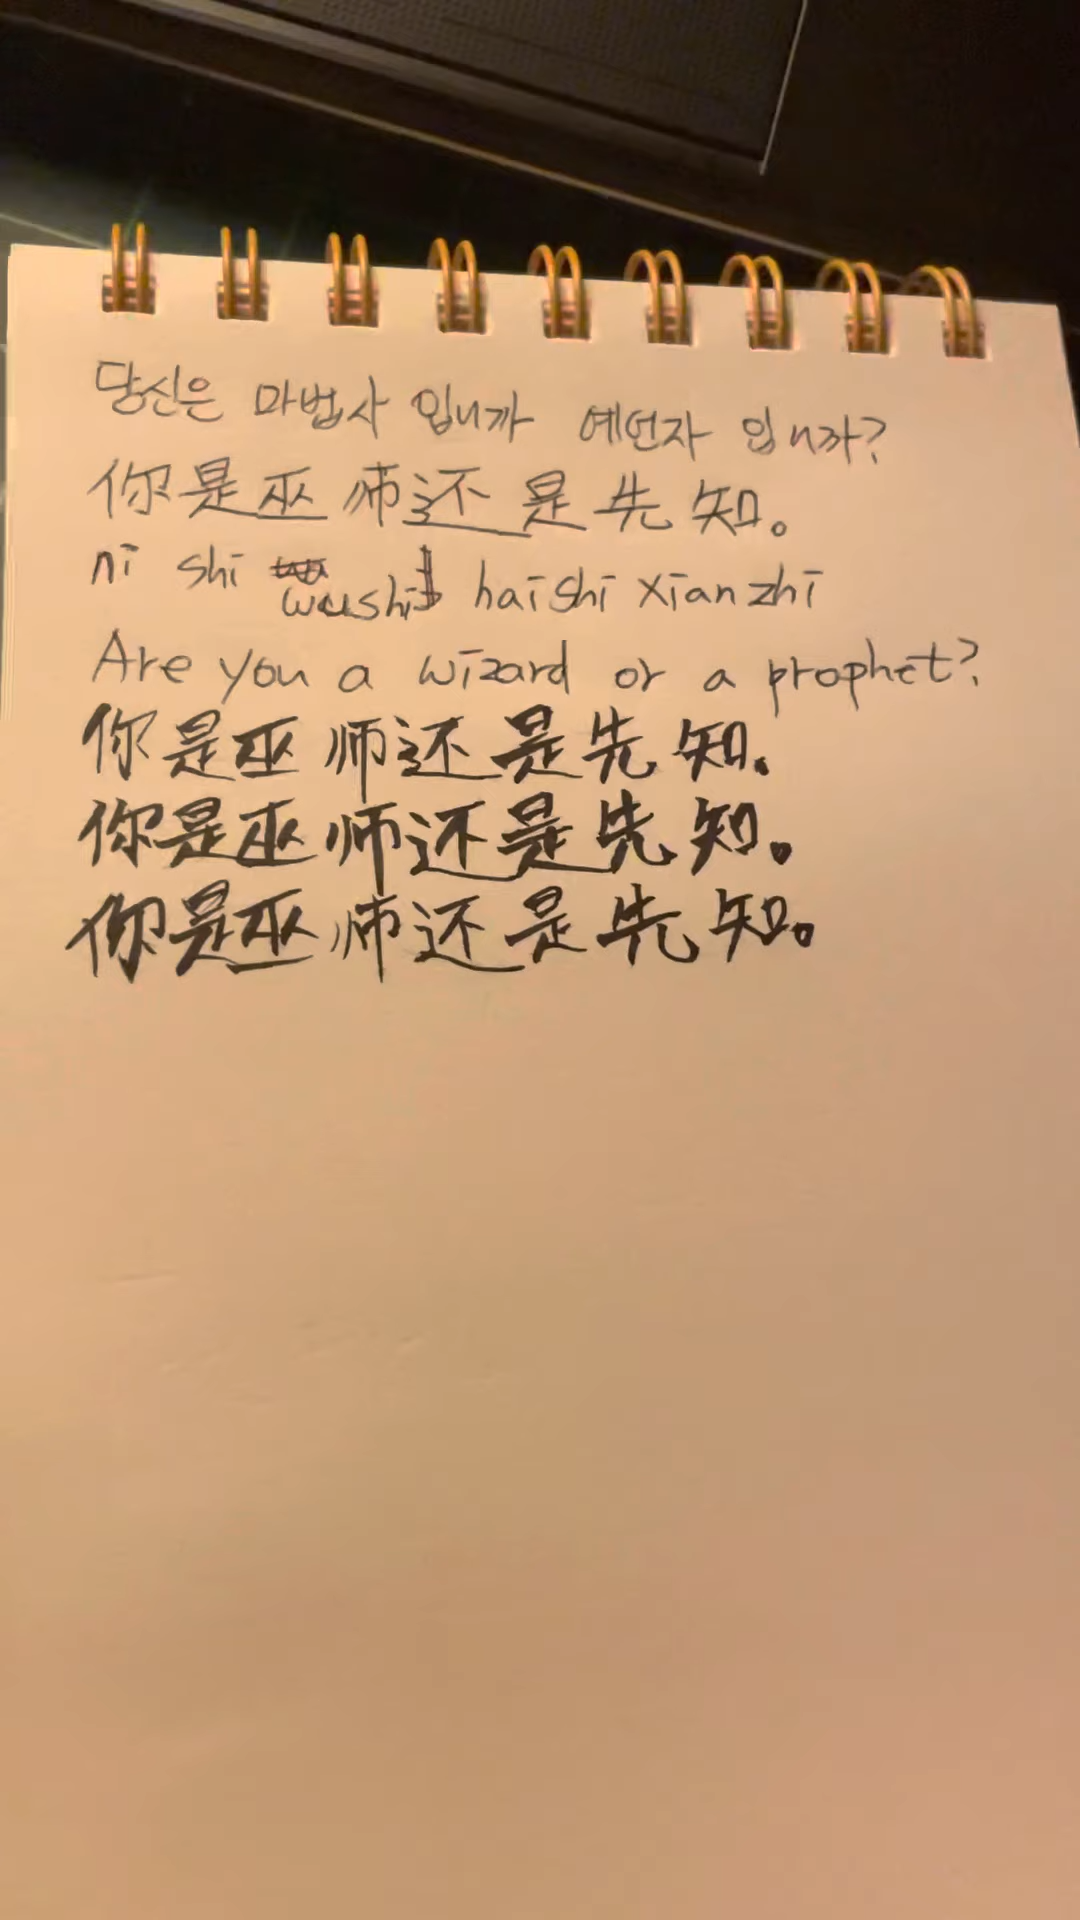 당신은 마법사 입니까 예언자 입니까?
你是巫师还是先知。
ni shi wushi haishi xianzhi
Are you a wizard or a prophet?
你是巫师还是先知.
你是巫师还是先知。
你是巫师还是先知。